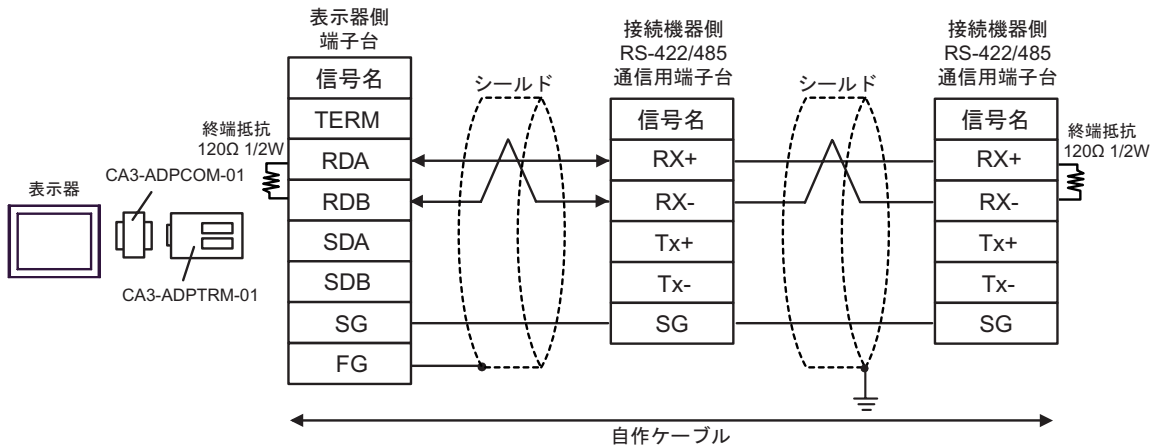 表示器
CA3-ADPCOM-01
CA3-ADPTRM-01
終端抵抗
120Ω 1/2W
表示器側
端子台
信号名
TERM
RDA
RDB
SDA
SDB
SG
FG
シールド
接続機器側
RS-422/485
通信用端子台
信号名
RX+
RX-
Tx+
Tx-
SG
シールド
接続機器側
RS-422/485
通信用端子台
信号名
RX+
RX-
Tx+
Tx-
SG
終端抵抗
120Ω 1/2W
自作ケーブル